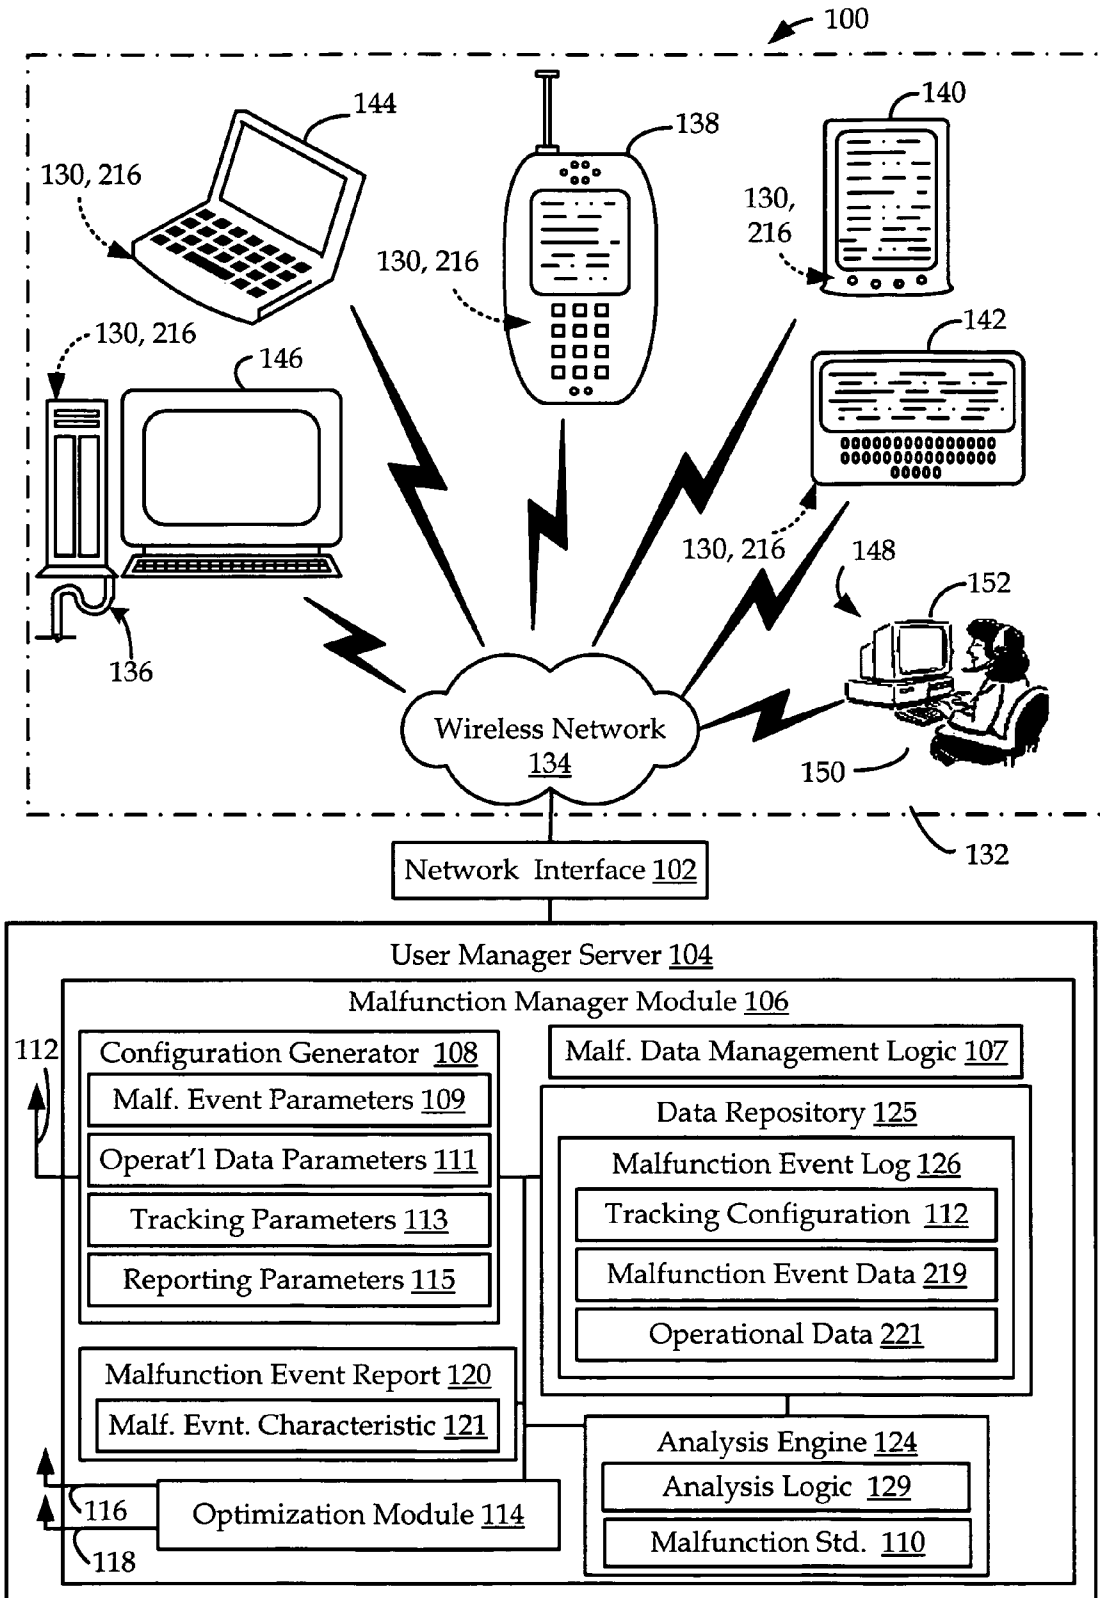 100
144
138
140
130, 216
130,
216
130, 216
130, 216
146
142
130, 216
148
152
136
Wireless Network
134
150
132
Network Interface 102
User Manager Server 104
Malfunction Manager Module 106
112
Configuration Generator 108
Malf. Event Parameters 109
Operat'l Data Parameters 111
Tracking Parameters 113
Reporting Parameters 115
Malf. Data Management Logic 107
Data Repository 125
Malfunction Event Log 126
Tracking Configuration 112
Malfunction Event Data 219
Operational Data 221
Malfunction Event Report 120
Malf. Evnt. Characteristic 121
Analysis Engine 124
Analysis Logic 129
Malfunction Std. 110
116
Optimization Module 114
118